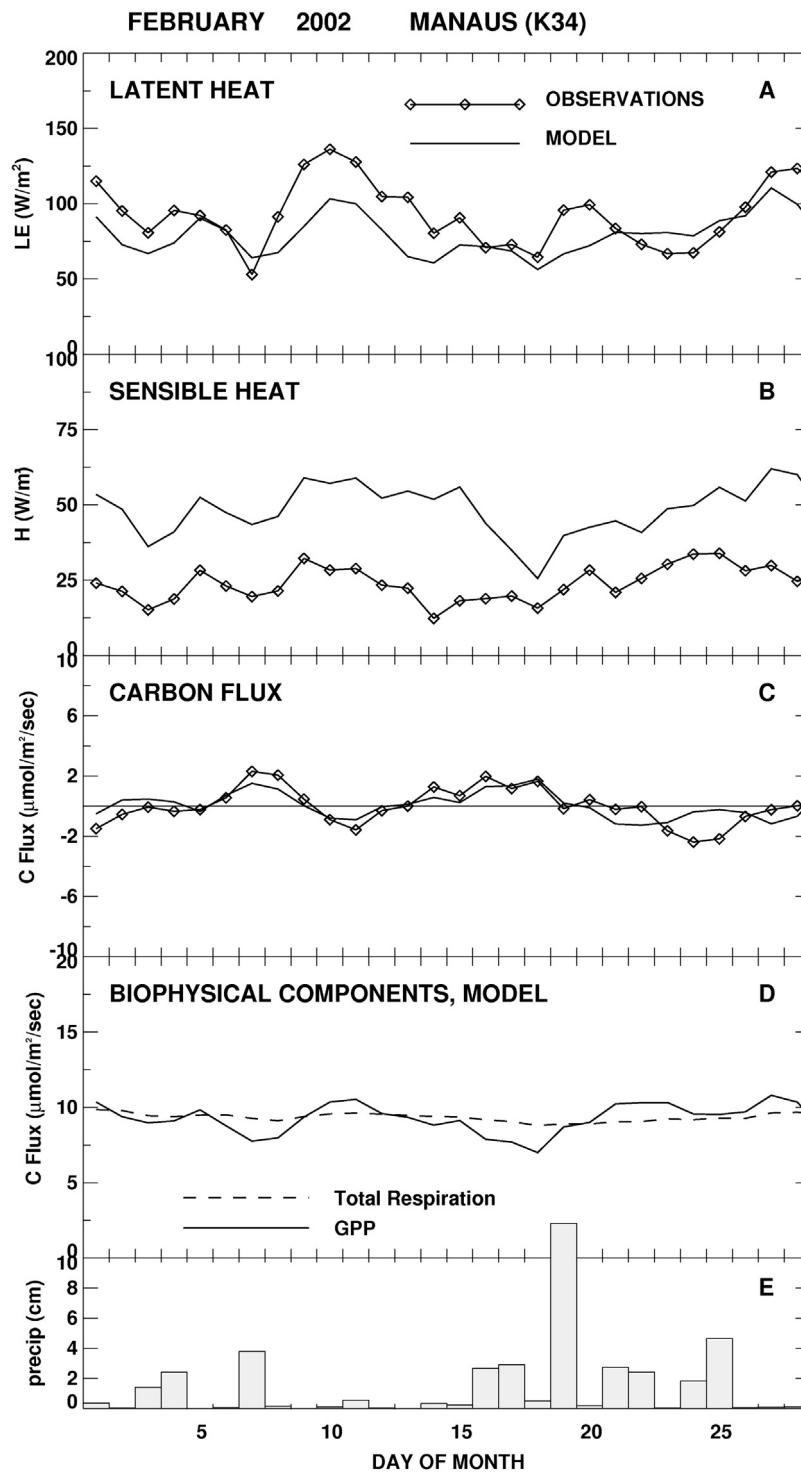 FEBRUARY 2002 MANAUS (K34)
200
LATENT HEAT A
OBSERVATIONS
MODEL
150
100
50
0
LE (W/m²)
100
SENSIBLE HEAT B
75
50
25
0
H (W/m)
10
CARBON FLUX C
6
2
-2
-6
-10
C Flux (μmol/m²/sec)
20
BIOPHYSICAL COMPONENTS, MODEL D
15
10
5
0
C Flux (μmol/m²/sec)
Total Respiration
GPP
10
E
8
6
4
2
0
precip (cm)
5 10 15 20 25
DAY OF MONTH